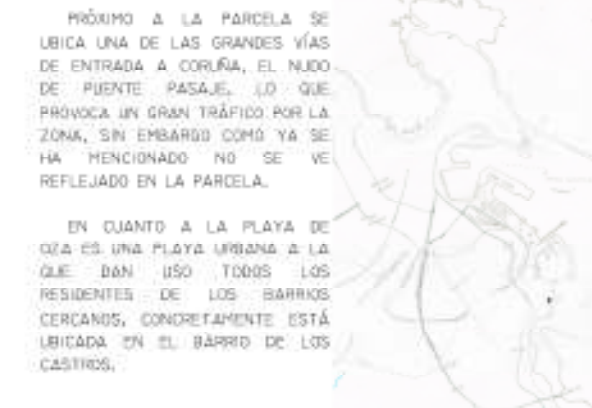 PRÓXIMO A LA PARCELA SE
UBICA UNA DE LAS GRANDES VÍAS
DE ENTRADA A CORUÑA, EL NUDO
DE PUENTE PASAJE, LO QUE
PROVOCA UN GRAN TRÁFICO POR LA
ZONA, SIN EMBARGO COMO YA SE
HA MENCIONADO NO SE VE
REFLEJADO EN LA PARCELA.
EN CUANTO A LA PLAYA DE
OZA ES UNA PLAYA URBANA A LA
QUE DAN USO TODOS LOS
RESIDENTES DE LOS BARRIOS
CERCANOS, CONCRETAMENTE ESTÁ
UBICADA EN EL BARRIO DE LOS
CASTROS.